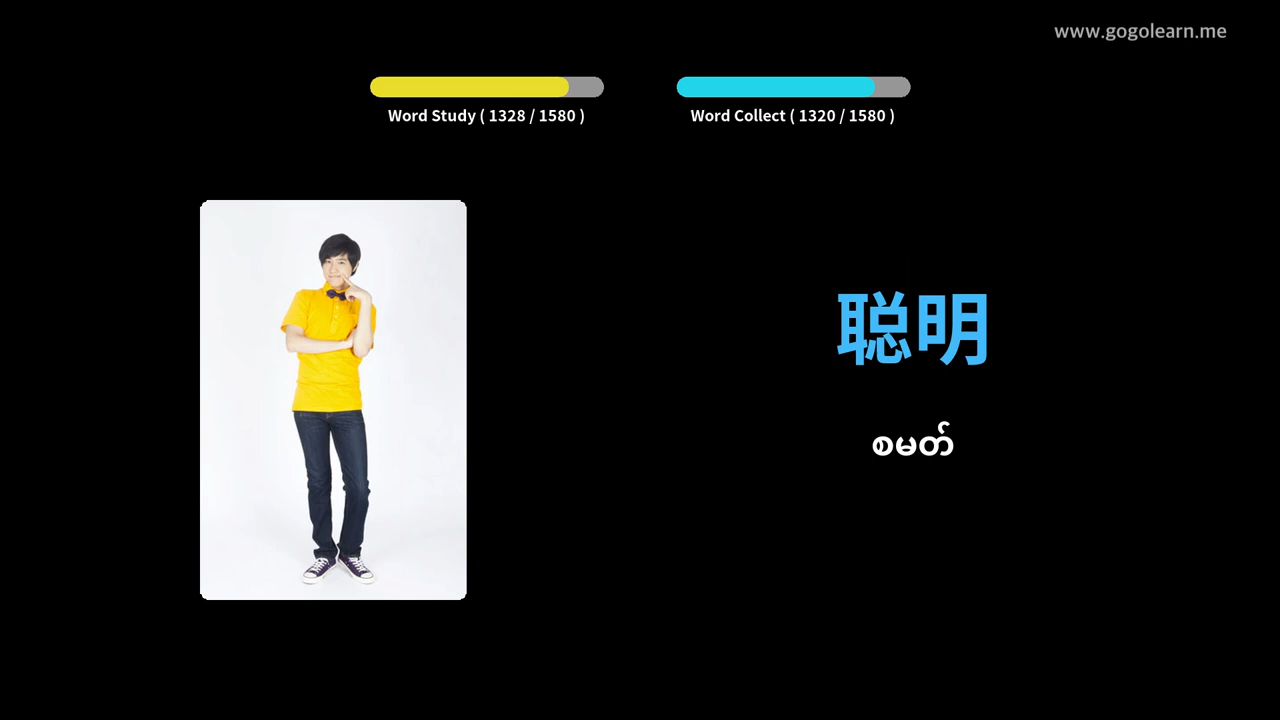 www.gogolearn.me
Word Study ( 1328 / 1580 )
Word Collect ( 1320 / 1580 )
聪明
စမတ်